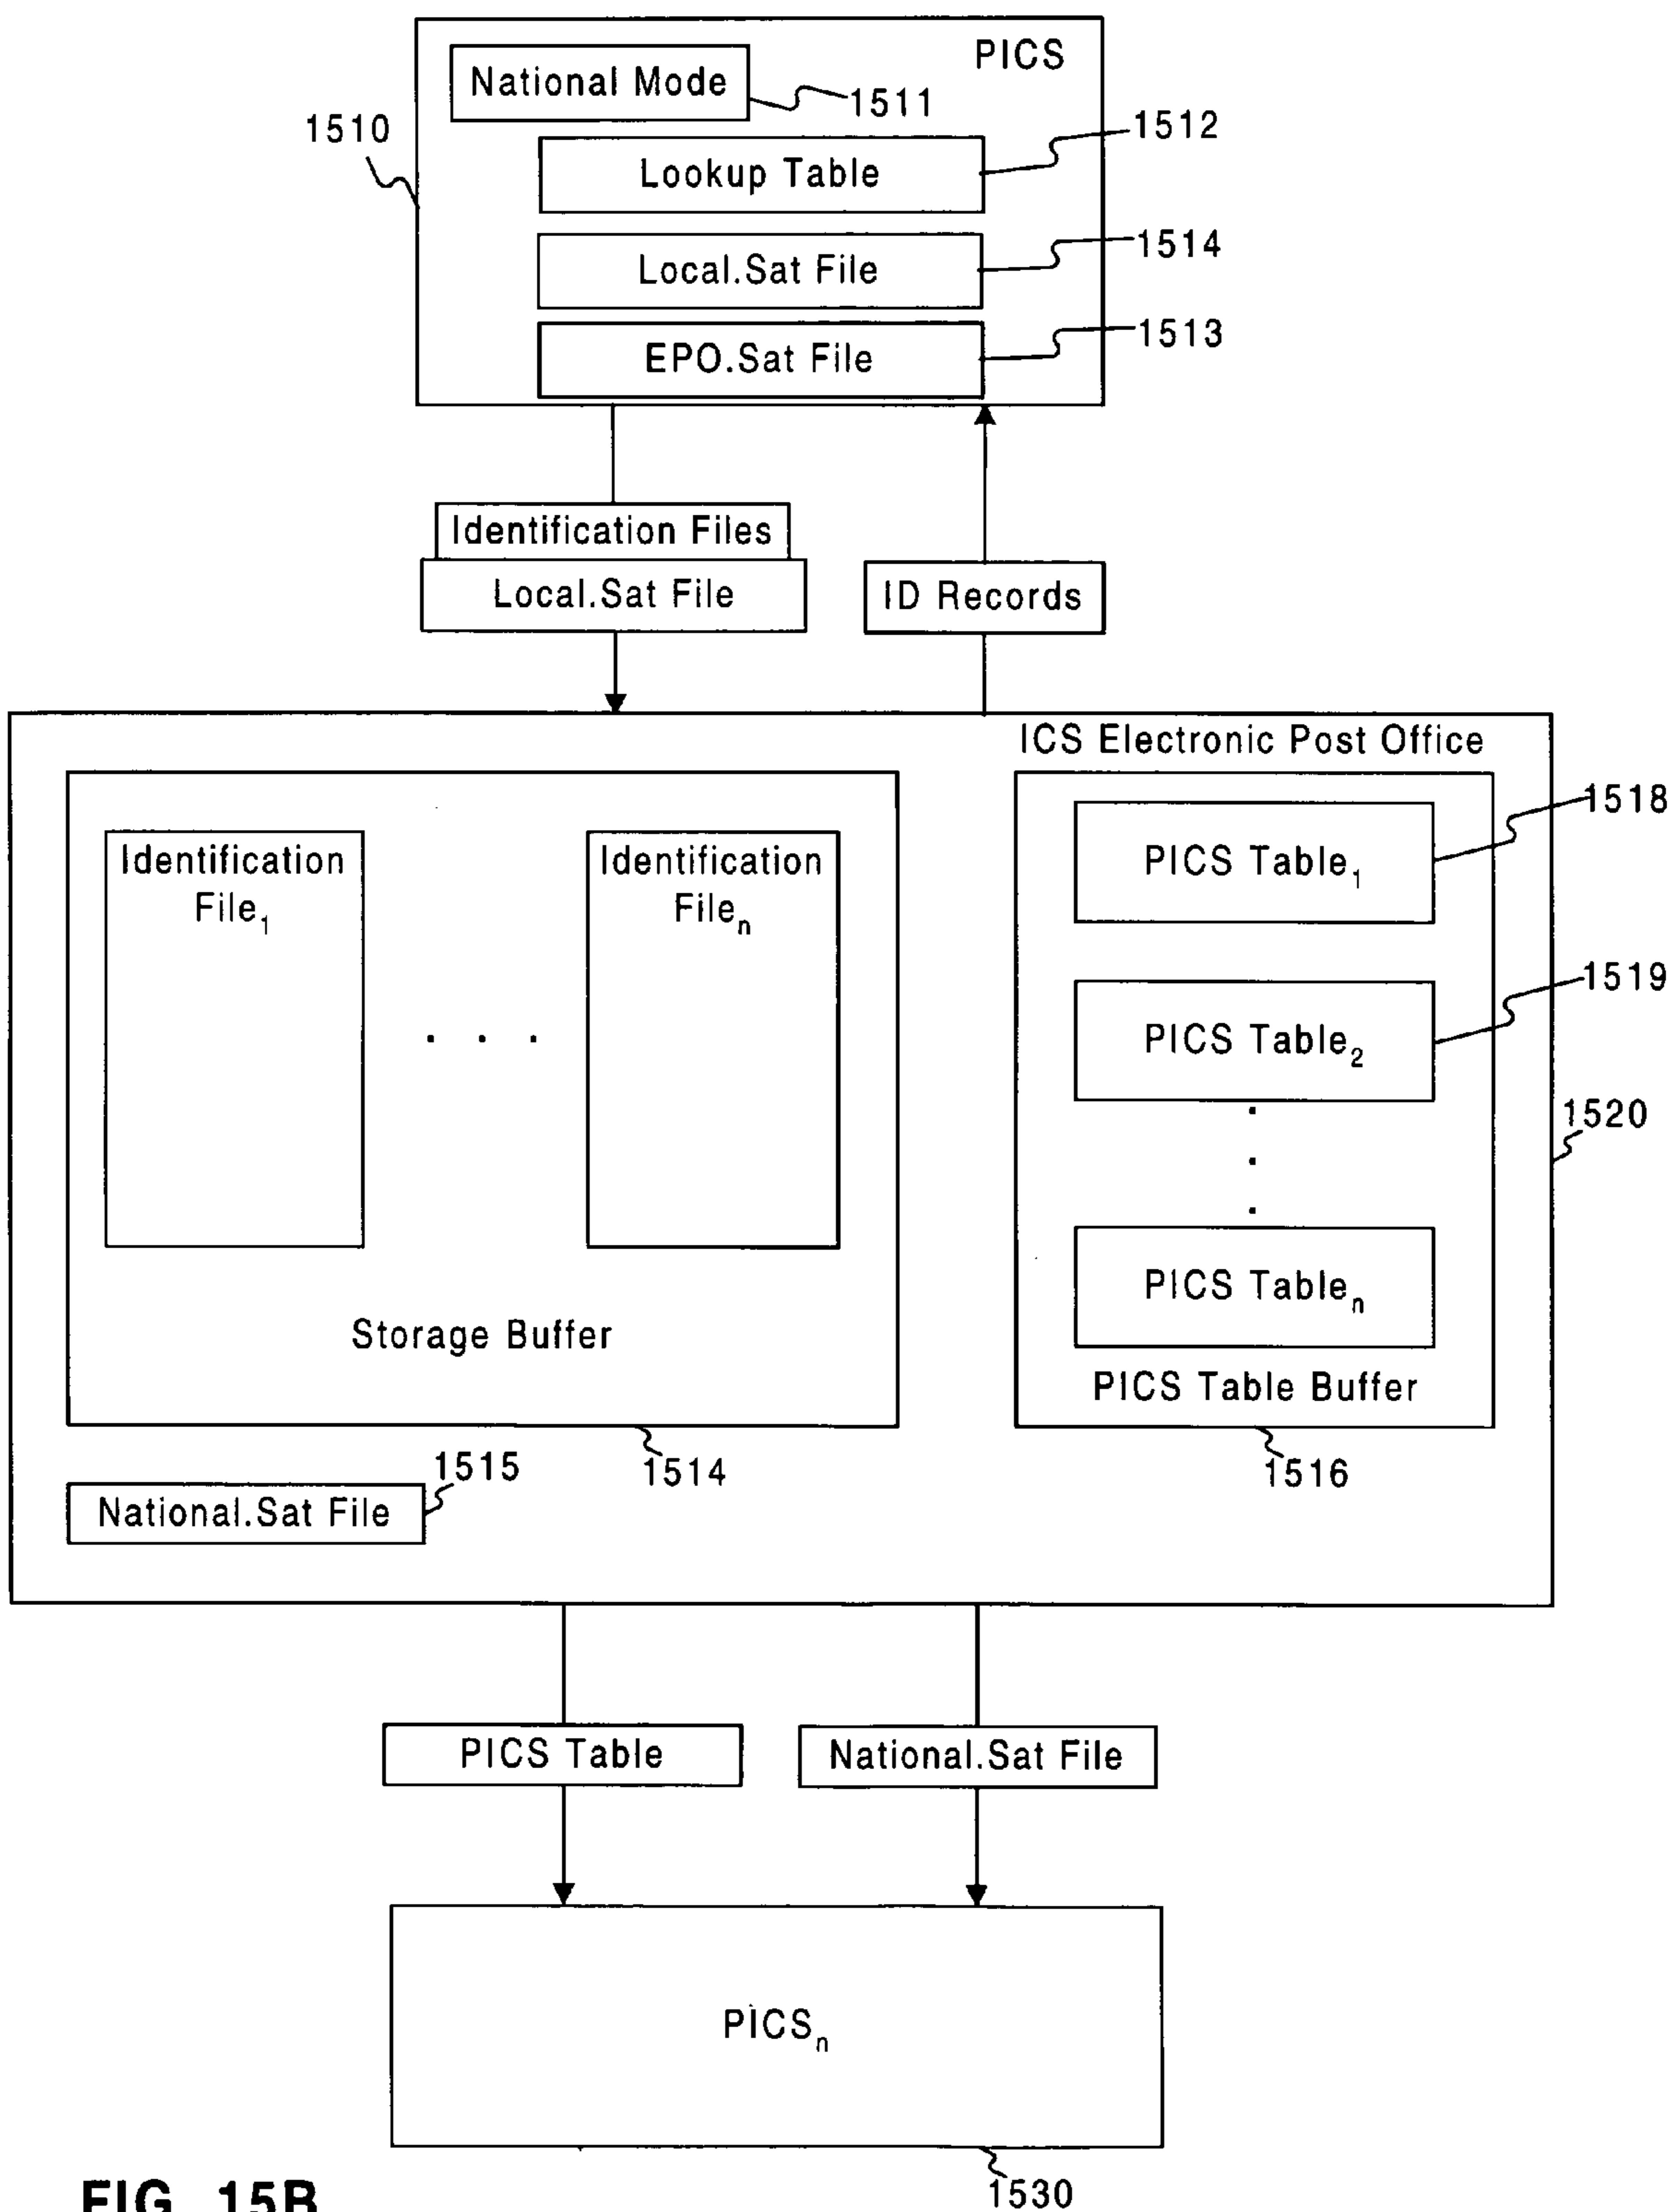 PICS
National Mode
1511
1510
1512
Lookup Table
1514
Local.Sat File
1513
EPO.Sat File
Identification Files
Local.Sat File
ID Records
ICS Electronic Post Office
1518
Identification
File1
Identification
Filen
PICS Table1
1519
PICS Table2
. . .
1520
.
.
.
PICS Tablen
Storage Buffer
PICS Table Buffer
1515
1514
1516
National.Sat File
PICS Table
National.Sat File
PICSn
1530
FIG. 15B